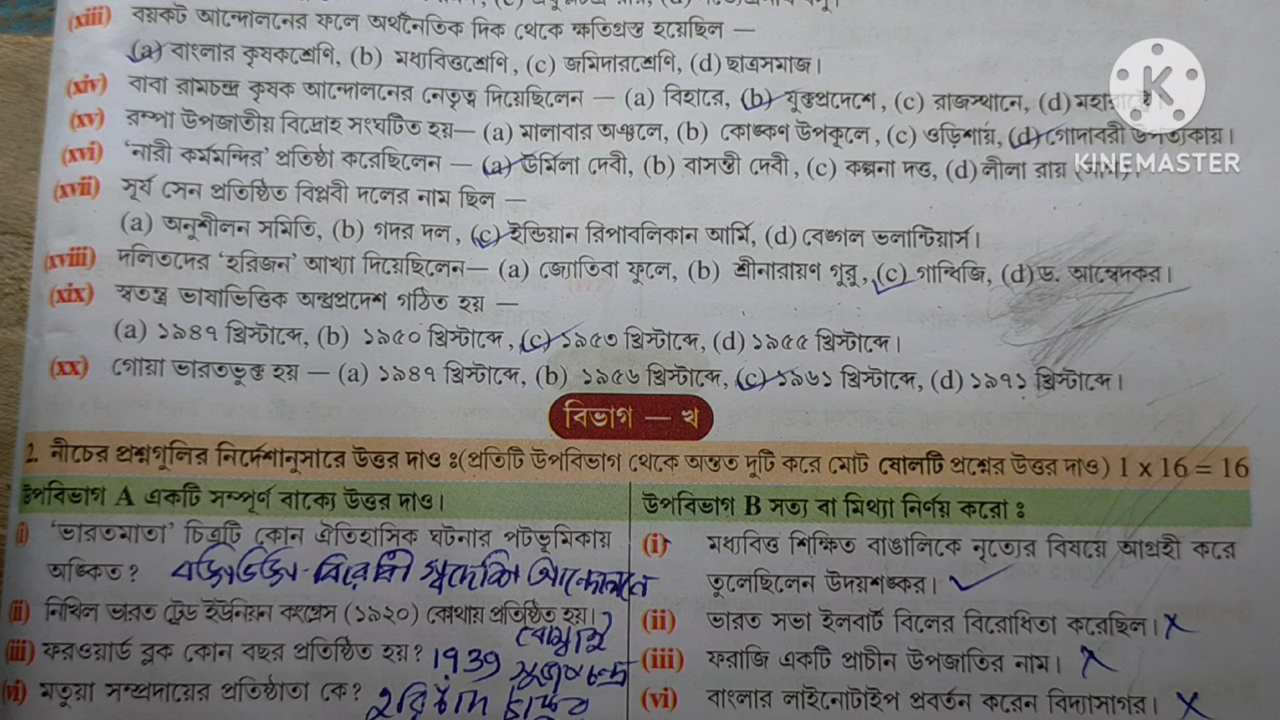 (xiii) বয়কট আন্দোলনের ফলে অর্থনৈতিক দিক থেকে ক্ষতিগ্রস্ত হয়েছিল —
(a) বাংলার কৃষকশ্রেণি, (b) মধ্যবিত্তশ্রেণি, (c) জমিদারশ্রেণি, (d) ছাত্রসমাজ।
(xiv) বাবা রামচন্দ্র কৃষক আন্দোলনের নেতৃত্ব দিয়েছিলেন — (a) বিহারে, (b) যুক্তপ্রদেশে, (c) রাজস্থানে, (d)
(xv) রম্পা উপজাতীয় বিদ্রোহ সংঘটিত হয়— (a) মালাবার অঞ্চলে, (b) কোঙ্কণ উপকূলে, (c) ওড়িশায়, (d) গোদাবরী উপত্যকায়।
(xvi) 'নারী কর্মমন্দির' প্রতিষ্ঠা করেছিলেন — (a) উর্মিলা দেবী, (b) বাসন্তী দেবী, (c) কল্পনা দত্ত, (d) লীলা রায়
KINEMASTER
(xvii) সূর্য সেন প্রতিষ্ঠিত বিপ্লবী দলের নাম ছিল —
(a) অনুশীলন সমিতি, (b) গদর দল, (c) ইন্ডিয়ান রিপাবলিকান আর্মি, (d) বেঙ্গল ভলান্টিয়ার্স।
(xviii) দলিতদের 'হরিজন' আখ্যা দিয়েছিলেন— (a) জ্যোতিবা ফুলে, (b) শ্রীনারায়ণ গুরু, (c) গান্ধিজি, (d) ড. আম্বেদকর।
(xix) স্বতন্ত্র ভাষাভিত্তিক অন্ধ্রপ্রদেশ গঠিত হয় —
(a) ১৯৪৭ খ্রিস্টাব্দে, (b) ১৯৫০ খ্রিস্টাব্দে, (c) ১৯৫৩ খ্রিস্টাব্দে, (d) ১৯৫৫ খ্রিস্টাব্দে।
(xx) গোয়া ভারতভুক্ত হয় — (a) ১৯৪৭ খ্রিস্টাব্দে, (b) ১৯৫৬ খ্রিস্টাব্দে, (c) ১৯৬১ খ্রিস্টাব্দে, (d) ১৯৭১ খ্রিস্টাব্দে।
বিভাগ — খ
2. নীচের প্রশ্নগুলির নির্দেশানুসারে উত্তর দাও ঃ(প্রতিটি উপবিভাগ থেকে অন্তত দুটি করে মোট ষোলটি প্রশ্নের উত্তর দাও) 1 x 16 = 16
উপবিভাগ A একটি সম্পূর্ণ বাক্যে উত্তর দাও।
(i) 'ভারতমাতা' চিত্রটি কোন ঐতিহাসিক ঘটনার পটভূমিকায়
অঙ্কিত? বিরোধী স্বদেশি আন্দোলনে
(ii) নিখিল ভারত ট্রেড ইউনিয়ন কংগ্রেস (১৯২০) কোথায় প্রতিষ্ঠিত হয়।
বোম্বাই
(iii) ফরওয়ার্ড ব্লক কোন বছর প্রতিষ্ঠিত হয়? 1939 সুভাষচন্দ্র
(vi) মতুয়া সম্প্রদায়ের প্রতিষ্ঠাতা কে? হরিচাঁদ ঠাকুর
উপবিভাগ B সত্য বা মিথ্যা নির্ণয় করো ঃ
(i) মধ্যবিত্ত শিক্ষিত বাঙালিকে নৃত্যের বিষয়ে আগ্রহী করে
তুলেছিলেন উদয়শঙ্কর।
(ii) ভারত সভা ইলবার্ট বিলের বিরোধিতা করেছিল।
(iii) ফরাজি একটি প্রাচীন উপজাতির নাম।
(vi) বাংলার লাইনোটাইপ প্রবর্তন করেন বিদ্যাসাগর।